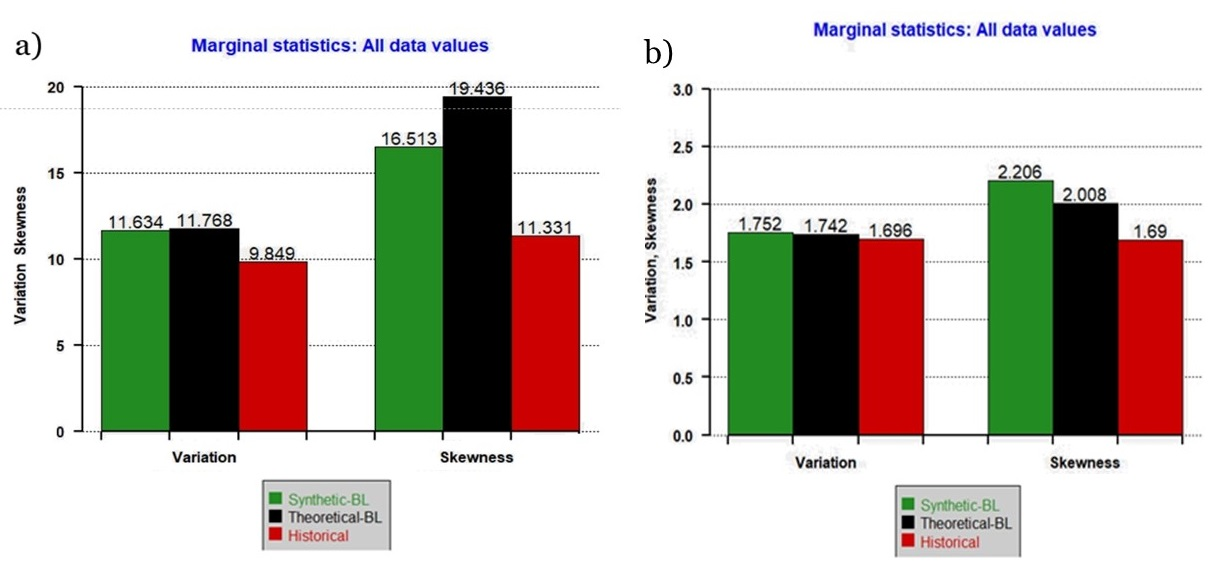 a)
Marginal statistics: All data values
Variation Skewness
20
15
10
5
0
11.634
11.768
9.849
16.513
19.436
11.331
Variation
Skewness
Synthetic-BL
Theoretical-BL
Historical
b)
Marginal statistics: All data values
Variation, Skewness
3.0
2.5
2.0
1.5
1.0
0.5
0.0
1.752
1.742
1.696
2.206
2.008
1.69
Variation
Skewness
Synthetic-BL
Theoretical-BL
Historical